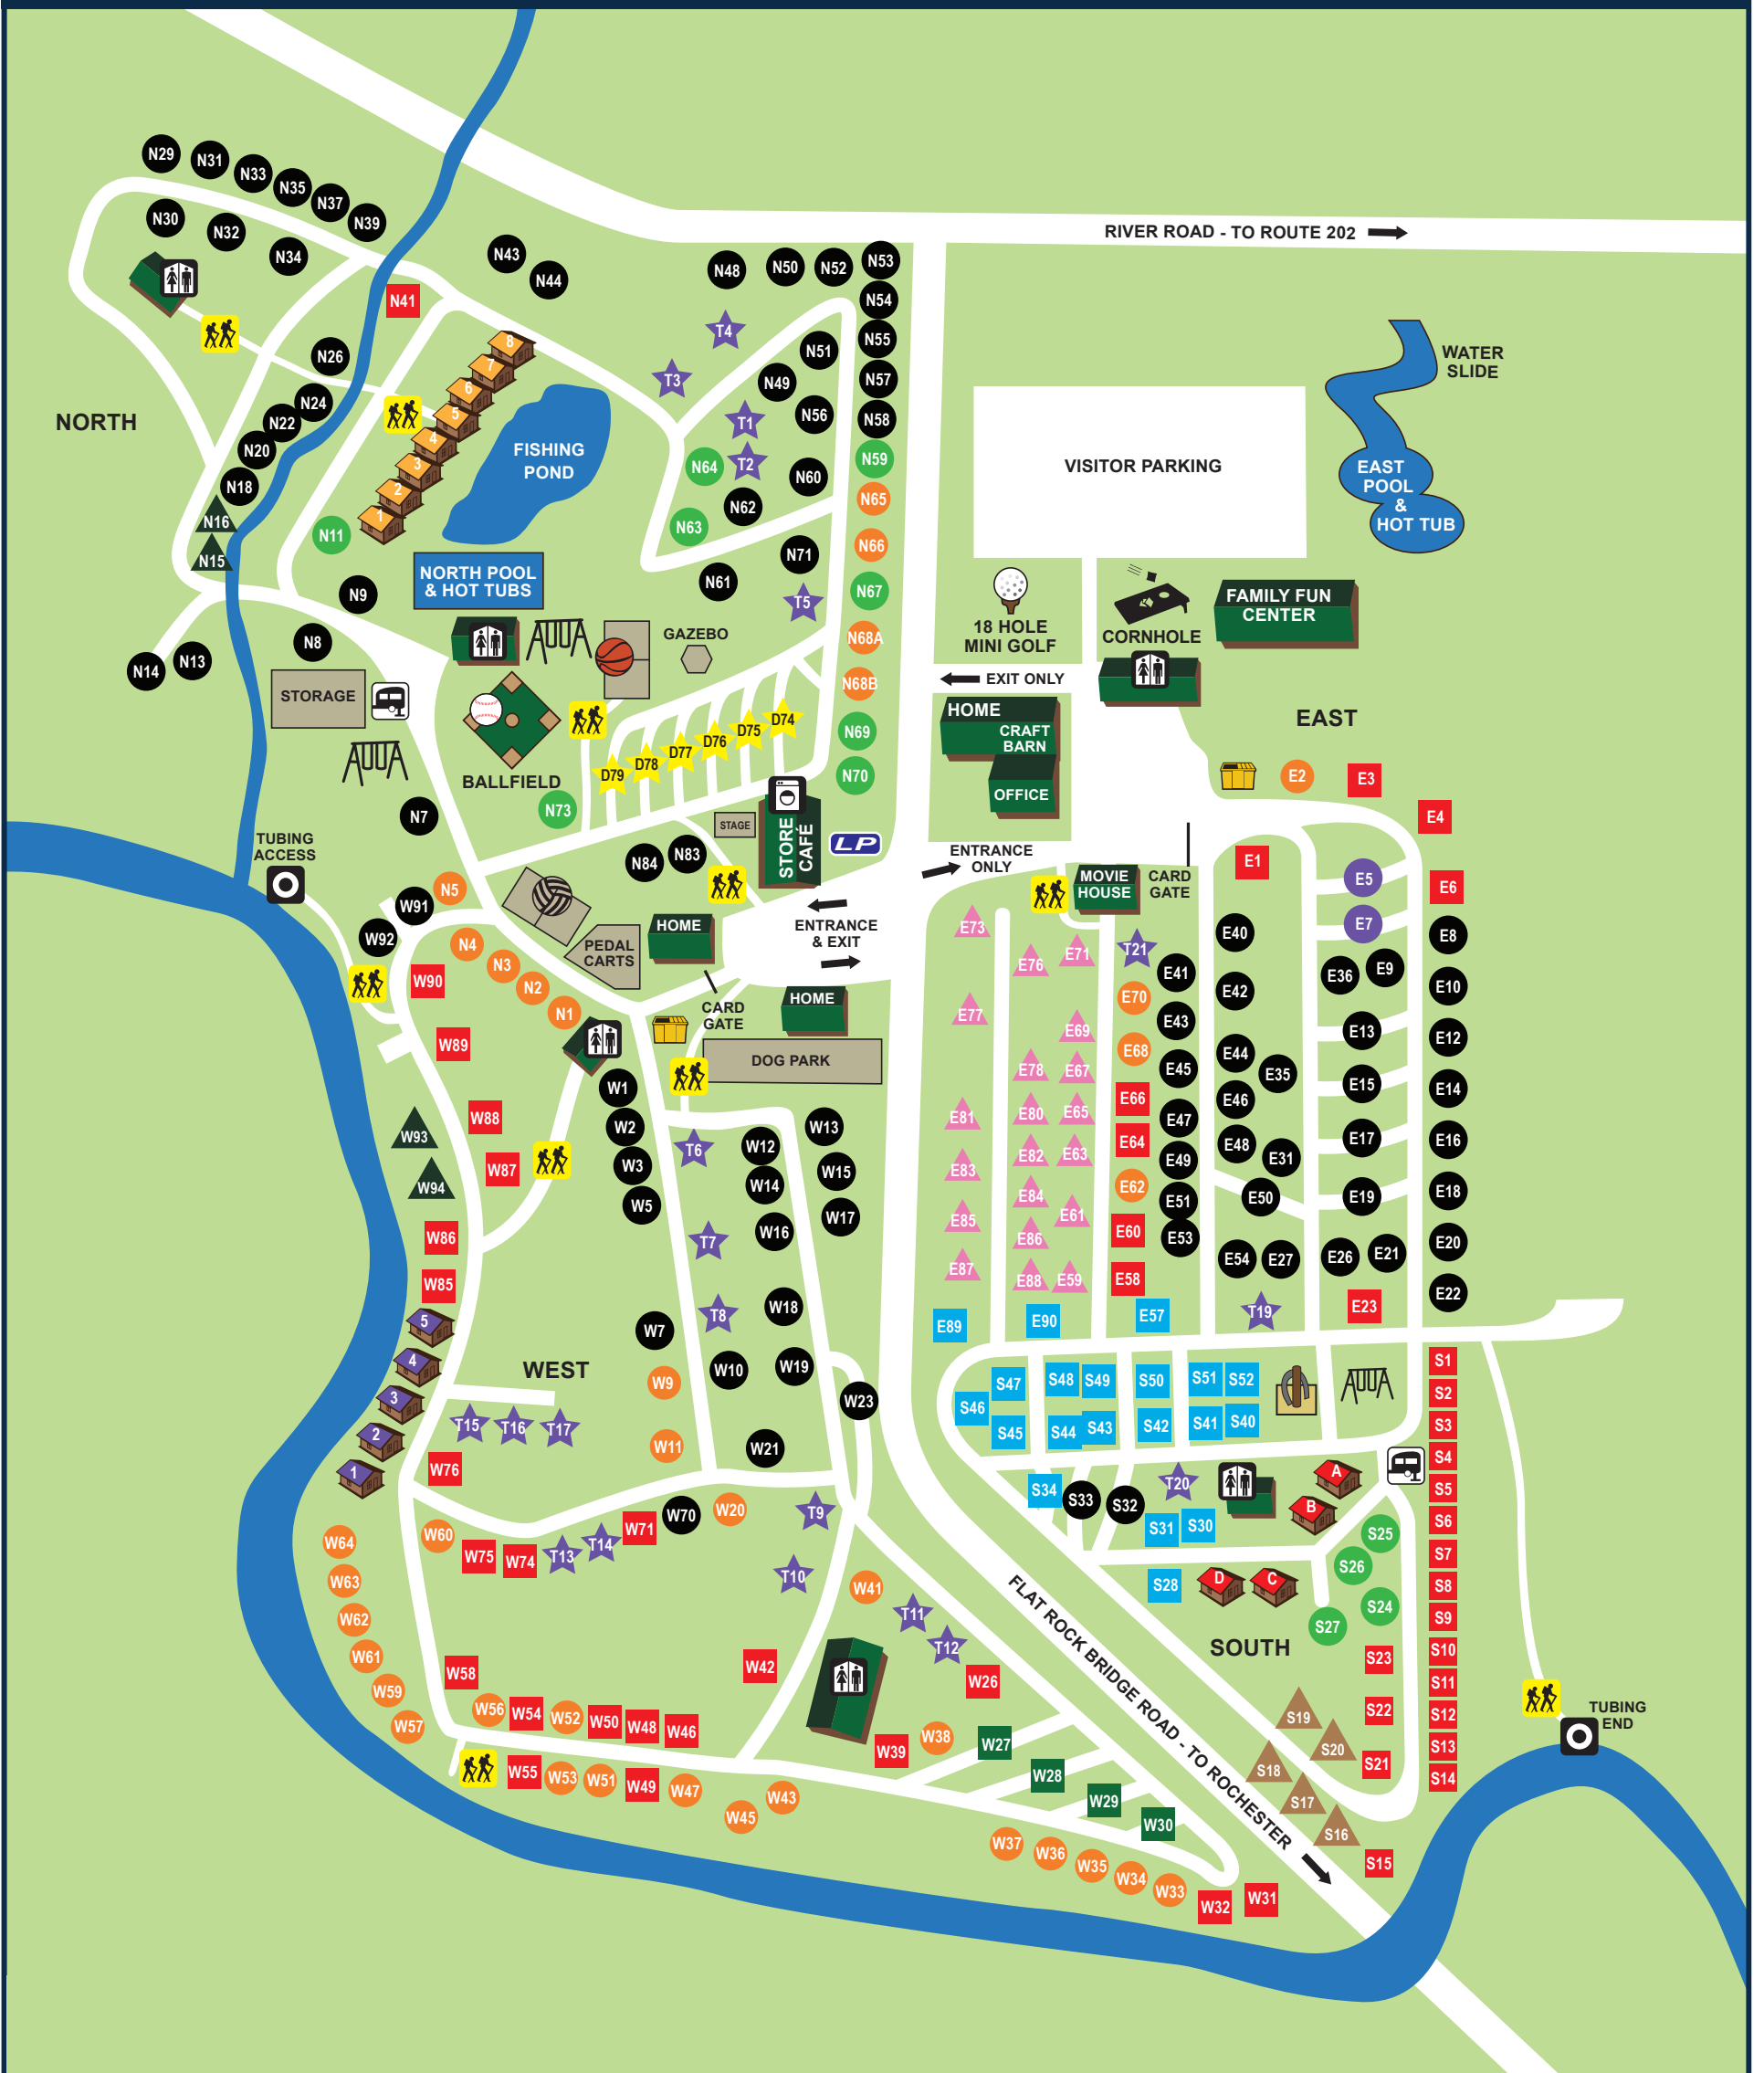 RIVER ROAD - TO ROUTE 202
N29
N31
N33
N35
N37
N39
N30
N32
N34
N43
N44
N41
N26
N24
N22
N20
N18
N16
N15
N14
N13
N11
N9
N8
NORTH
8
7
6
5
4
3
2
1
FISHING
POND
NORTH POOL
& HOT TUBS
N48
N50
N52
N53
N54
N55
N57
N58
N59
N65
N66
N67
N68A
N68B
N69
N70
T4
T3
N51
N49
N56
T1
T2
N64
N60
N62
N63
N71
N61
T5
GAZEBO
STORAGE
BALLFIELD
D74
D75
D76
D77
D78
D79
N73
N7
STAGE
STORE
CAFÉ
LP
N84
N83
TUBING
ACCESS
N5
W91
W92
N4
N3
N2
N1
W90
W89
PEDAL
CARTS
HOME
ENTRANCE
& EXIT
CARD
GATE
HOME
DOG PARK
VISITOR PARKING
WATER
SLIDE
EAST
POOL
&
HOT TUB
18 HOLE
MINI GOLF
CORNHOLE
FAMILY FUN
CENTER
EXIT ONLY
HOME
CRAFT
BARN
OFFICE
EAST
ENTRANCE
ONLY
MOVIE
HOUSE
CARD
GATE
E2
E3
E4
E1
E5
E6
E7
E8
E9
E36
E10
E12
E13
E14
E15
E16
E17
E18
E19
E20
E21
E26
E22
E23
E40
E42
E44
E35
E46
E48
E31
E50
E54
E27
T19
T21
E41
E43
E45
E47
E49
E51
E53
E70
E68
E66
E64
E62
E60
E58
E57
E73
E76
E71
E77
E69
E78
E67
E81
E80
E65
E83
E82
E63
E84
E85
E61
E86
E87
E88
E59
E89
E90
W1
W2
W3
W5
W7
W9
W11
T6
T7
T8
W12
W13
W14
W15
W16
W17
W18
W10
W19
W23
W21
W88
W87
W93
W94
W86
W85
5
4
3
2
1
WEST
T15
T16
T17
W76
W64
W63
W62
W61
W59
W57
W60
W75
W74
T13
T14
W71
W70
W20
T9
T10
W41
T11
T12
W26
W42
W58
W56
W54
W52
W50
W48
W46
W55
W53
W51
W49
W47
W45
W43
W39
W38
W27
W28
W29
W30
W37
W36
W35
W34
W33
W32
W31
S47
S48
S49
S50
S51
S52
S46
S45
S44
S43
S42
S41
S40
S34
S33
S32
T20
S31
S30
S28
A
B
C
D
S25
S26
S24
S27
SOUTH
S23
S22
S21
S19
S20
S18
S17
S16
S15
S1
S2
S3
S4
S5
S6
S7
S8
S9
S10
S11
S12
S13
S14
FLAT ROCK BRIDGE ROAD - TO ROCHESTER
TUBING
END